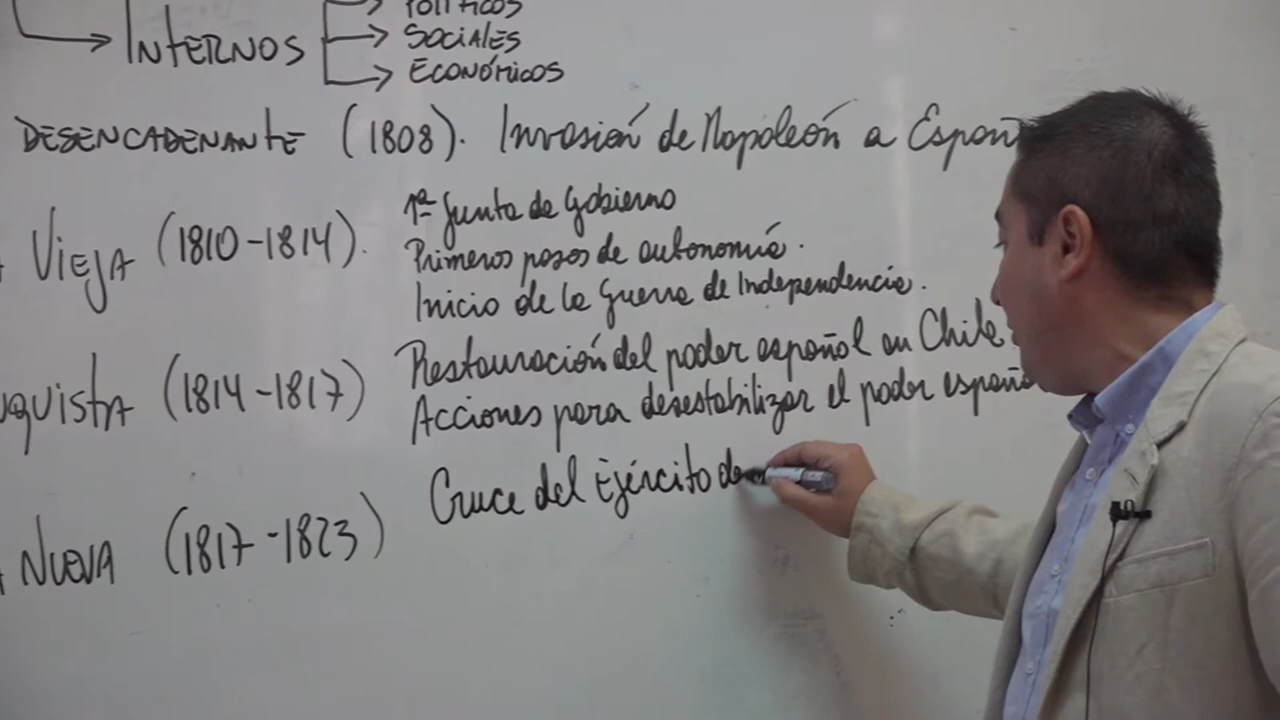 POLÍTICOS
INTERNOS SOCIALES
ECONÓMICOS
DESENCADENANTE (1808). Invasión de Napoleón a Españ
VIEJA (1810-1814). 1ª Junta de Gobierno
Primeros pasos de autonomía.
Inicio de la Guerra de Independencia.
Restauración del poder español en Chile
quista (1814-1817)
Acciones para desestabilizar el poder españo
Cruce del Ejército de
NUEVA (1817-1823)